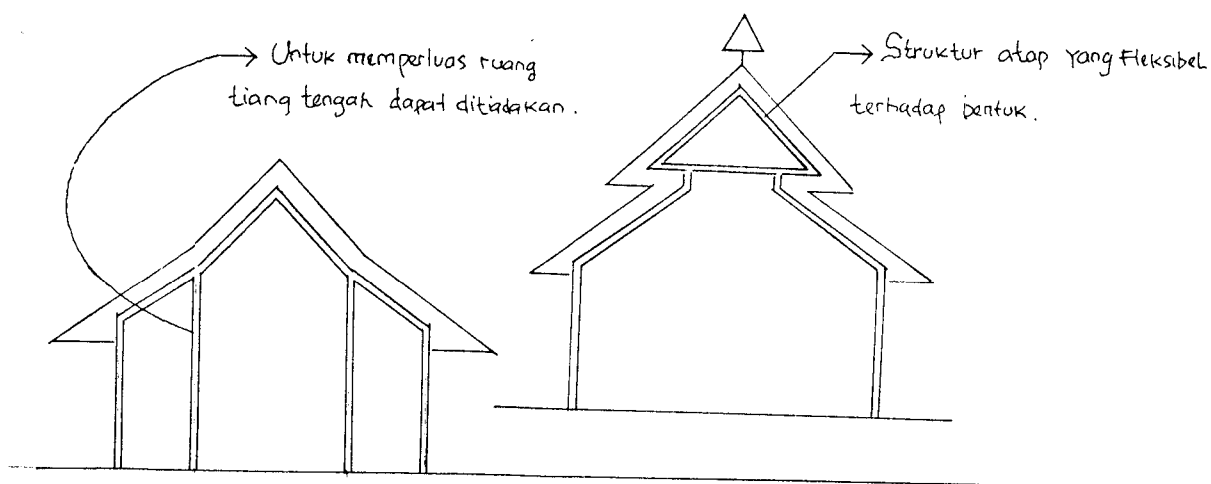 Untuk memperluas ruang
tiang tengah dapat ditiadakan.
Struktur atap yang fleksibel
terhadap bentuk.